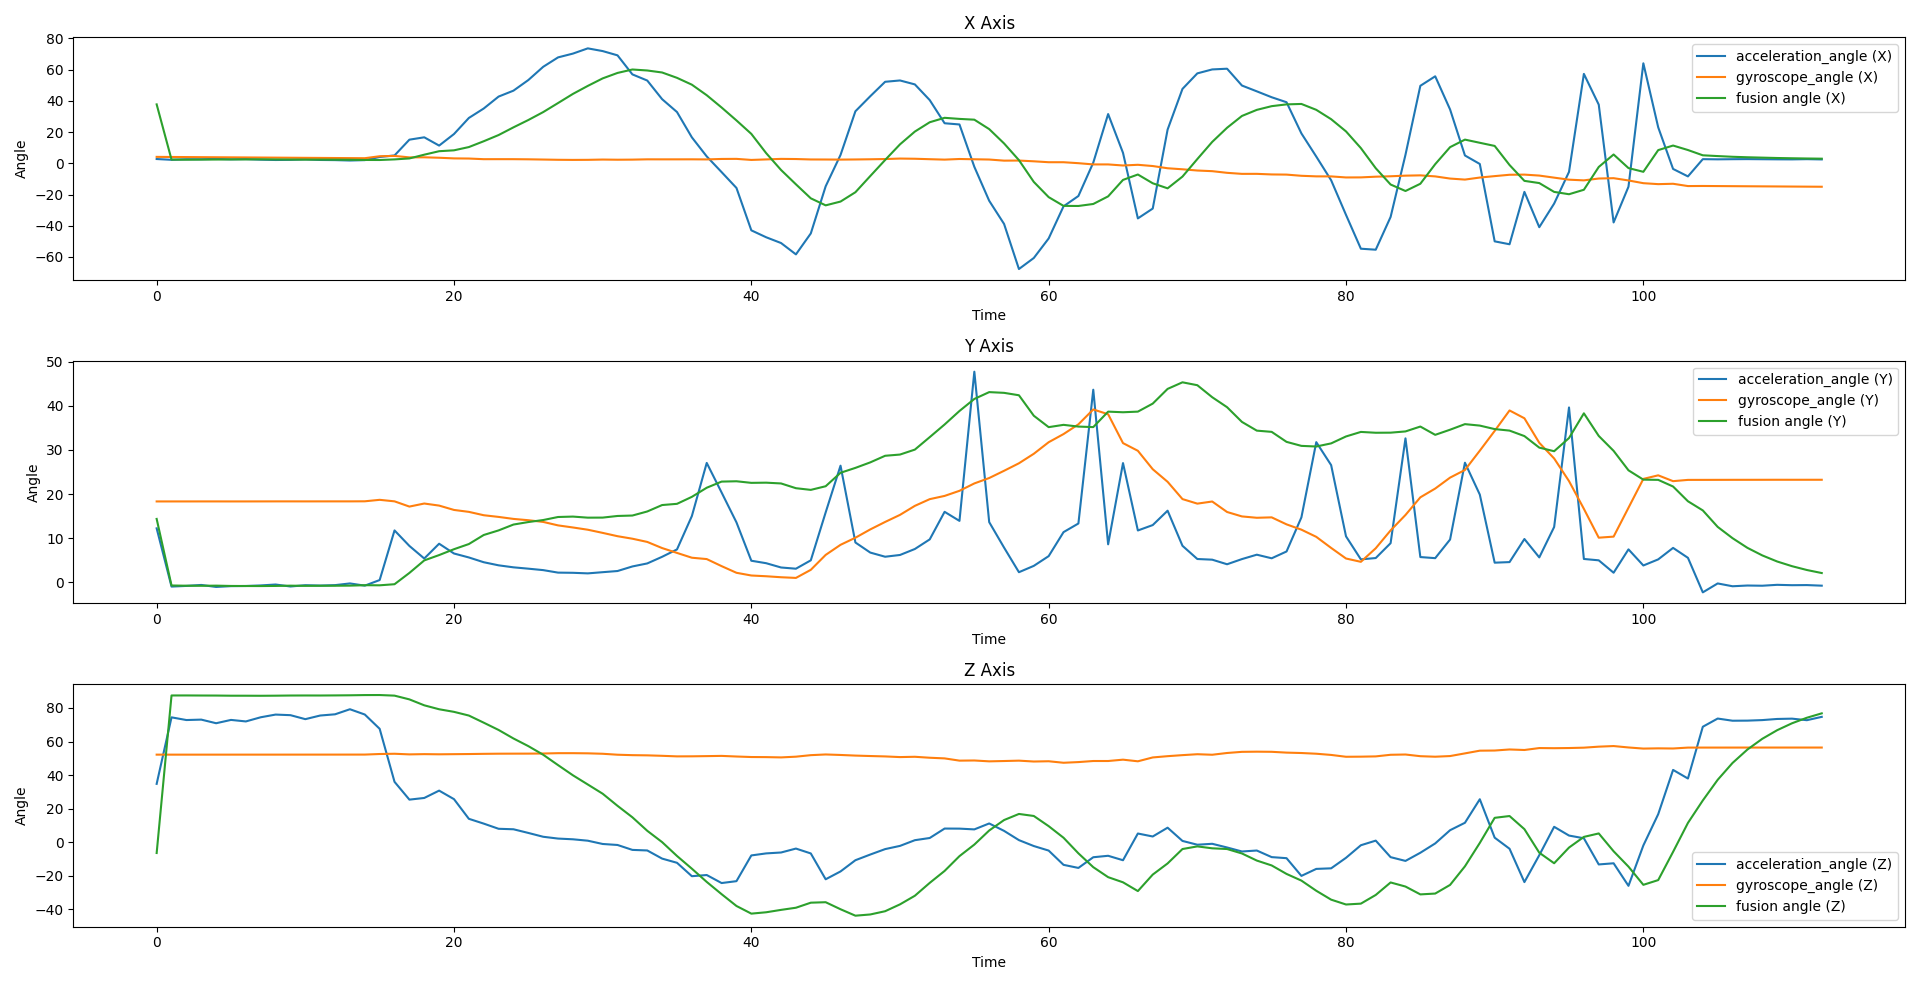 X Axis
80
60
40
20
0
−20
−40
−60
Angle
acceleration_angle (X)
gyroscope_angle (X)
fusion angle (X)
0 20 40 60 80 100
Time
Y Axis
50
40
30
20
10
0
Angle
acceleration_angle (Y)
gyroscope_angle (Y)
fusion angle (Y)
0 20 40 60 80 100
Time
Z Axis
80
60
40
20
0
−20
−40
Angle
acceleration_angle (Z)
gyroscope_angle (Z)
fusion angle (Z)
0 20 40 60 80 100
Time